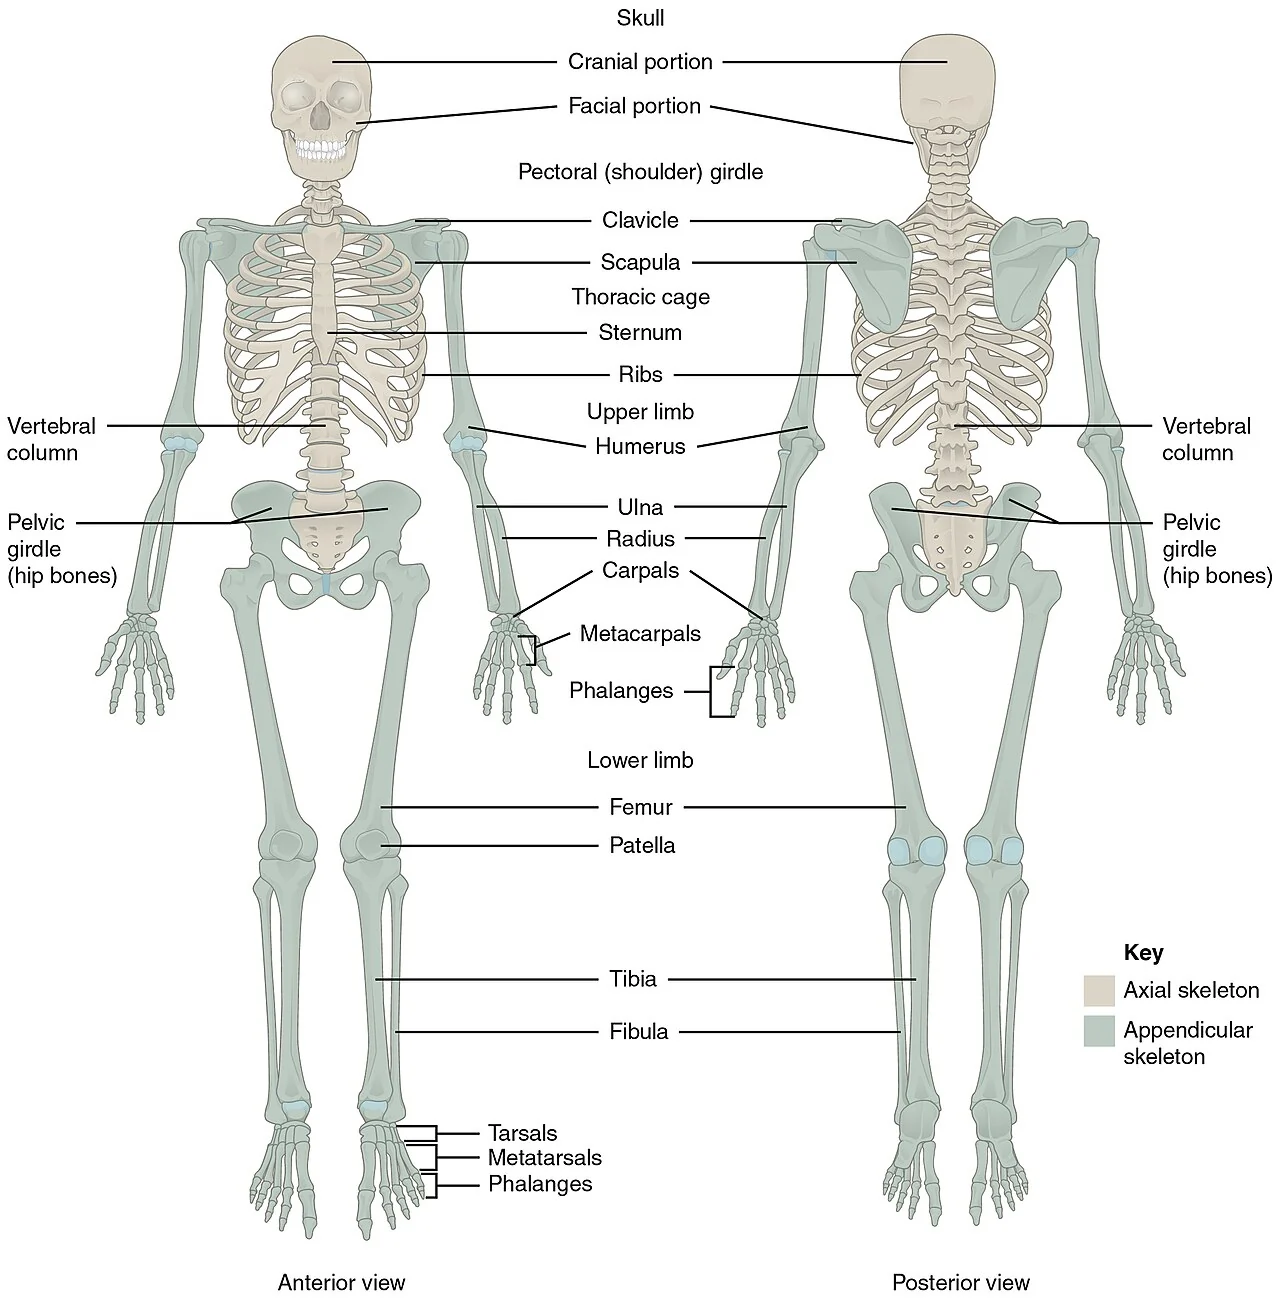 Skull
Cranial portion
Facial portion
Pectoral (shoulder) girdle
Clavicle
Scapula
Thoracic cage
Sternum
Ribs
Upper limb
Humerus
Vertebral
column
Vertebral
column
Ulna
Radius
Carpals
Pelvic
girdle
(hip bones)
Pelvic
girdle
(hip bones)
Metacarpals
Phalanges
Lower limb
Femur
Patella
Tibia
Fibula
Key
Axial skeleton
Appendicular
skeleton
Tarsals
Metatarsals
Phalanges
Anterior view
Posterior view